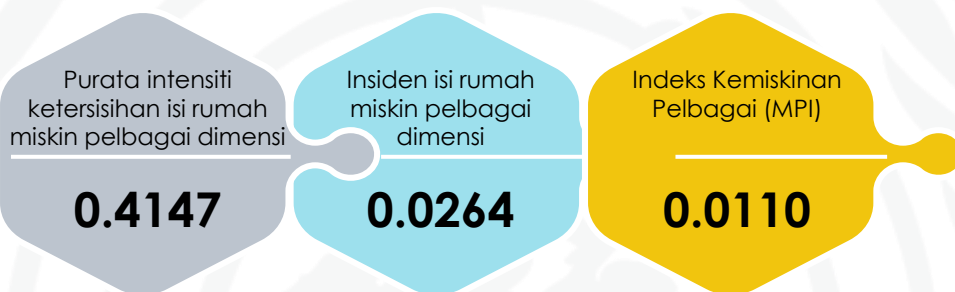 Purata intensiti
ketersisihan isi rumah
miskin pelbagai dimensi
0.4147
Insiden isi rumah
miskin pelbagai
dimensi
0.0264
Indeks Kemiskinan
Pelbagai (MPI)
0.0110